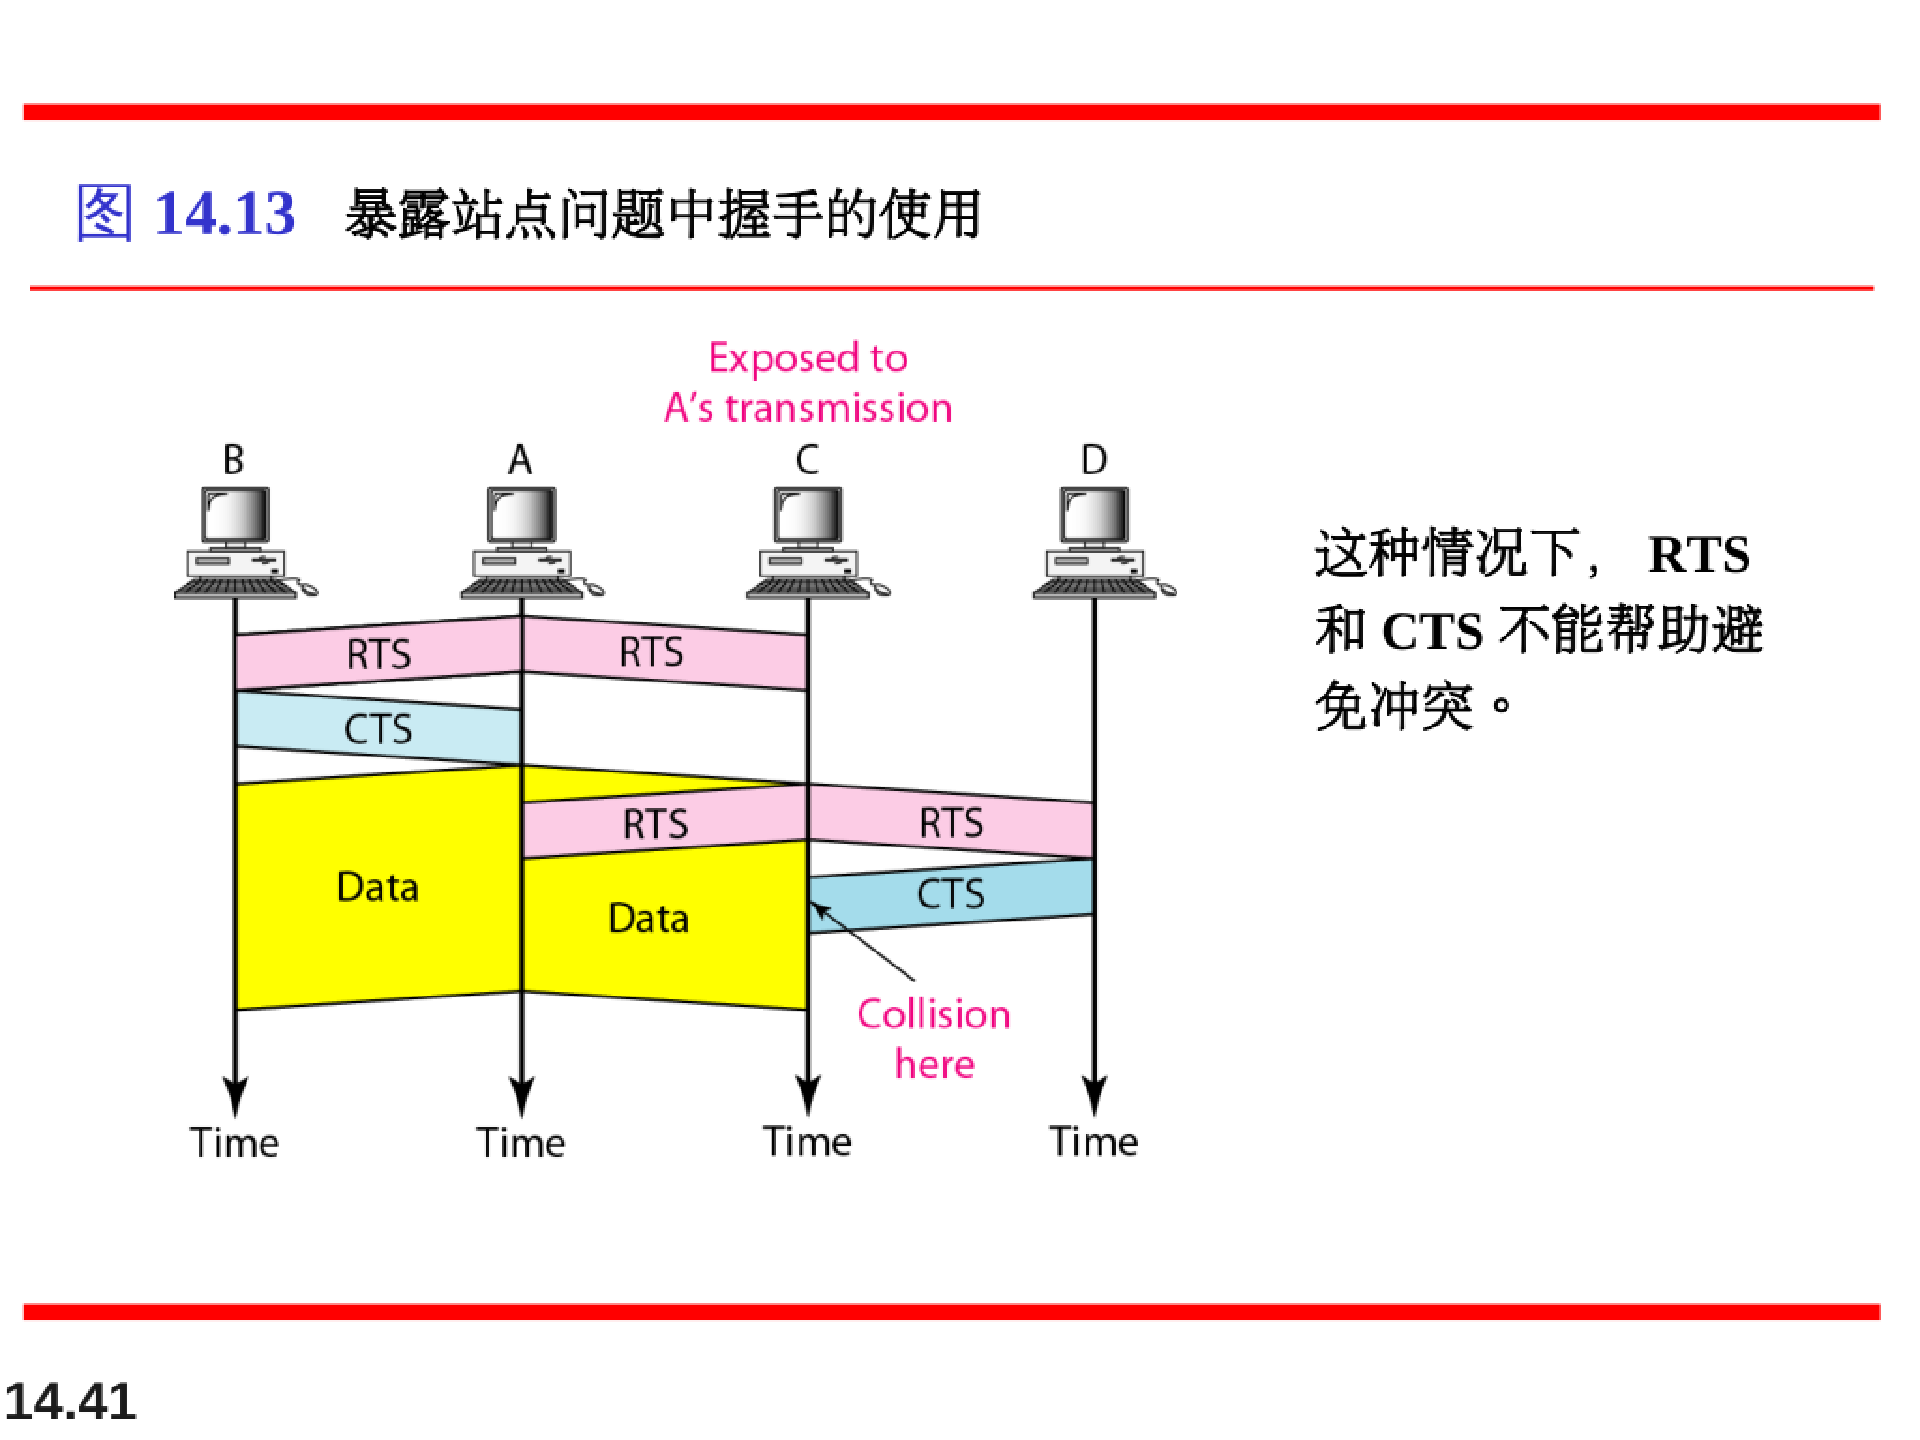 图 14.13 暴露站点问题中握手的使用
Exposed to
A's transmission
B A C D
RTS RTS
CTS
RTS RTS
Data CTS
Data
Collision
here
Time Time Time Time
这种情况下， RTS
和 CTS 不能帮助避
免冲突。
14.41